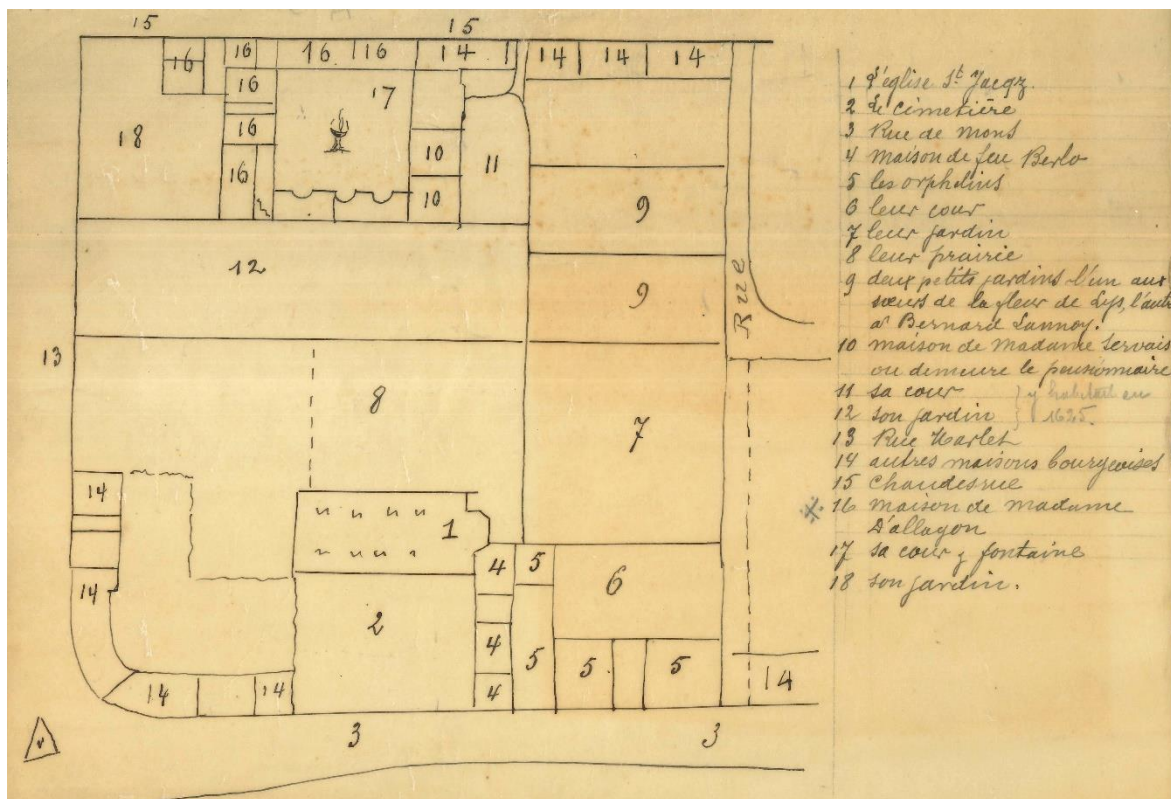 15 15
16 16 16 16 14 14 14 14
16 17
18 16 10 11
16 10 9
12 9
Rue
13 8 7
14 1
4 5 6
14 2
4 5 5 5
14 14 4 14
3 3
1 L'église St Jacqz.
2 Le cimetière
3 Rue de Mons
4 maison de feu Berlo
5 les orphelins
6 leur cour
7 leur jardin
8 leur prairie
9 deux petits jardins l'un aux
sœurs de la fleur de Lys, l'autre
à Bernard Lannoy.
10 maison de Madame Servais
ou demeure le pensionnaire
11 sa cour } y habitait en
12 son jardin } 1625.
13 Rue Harlet
14 autres maisons bourgeoises
15 Chaudesrue
16 maison de madame
D'allagon
17 sa cour y fontaine
18 son jardin.